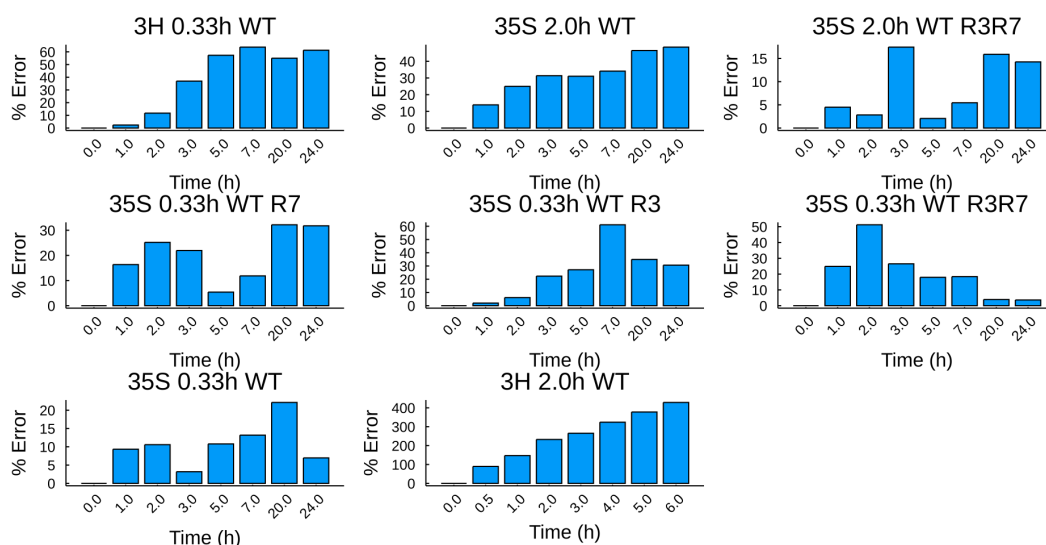 3H 0.33h WT
% Error
60
50
40
30
20
10
0
0.0 1.0 2.0 3.0 5.0 7.0 20.0 24.0
Time (h)
35S 2.0h WT
% Error
40
30
20
10
0
0.0 1.0 2.0 3.0 5.0 7.0 20.0 24.0
Time (h)
35S 2.0h WT R3R7
% Error
15
10
5
0
0.0 1.0 2.0 3.0 5.0 7.0 20.0 24.0
Time (h)
35S 0.33h WT R7
% Error
30
20
10
0
0.0 1.0 2.0 3.0 5.0 7.0 20.0 24.0
Time (h)
35S 0.33h WT R3
% Error
60
50
40
30
20
10
0
0.0 1.0 2.0 3.0 5.0 7.0 20.0 24.0
Time (h)
35S 0.33h WT R3R7
% Error
50
40
30
20
10
0
0.0 1.0 2.0 3.0 5.0 7.0 20.0 24.0
Time (h)
35S 0.33h WT
% Error
20
15
10
5
0
0.0 1.0 2.0 3.0 5.0 7.0 20.0 24.0
Time (h)
3H 2.0h WT
% Error
400
300
200
100
0
0.0 0.5 1.0 2.0 3.0 4.0 5.0 6.0
Time (h)